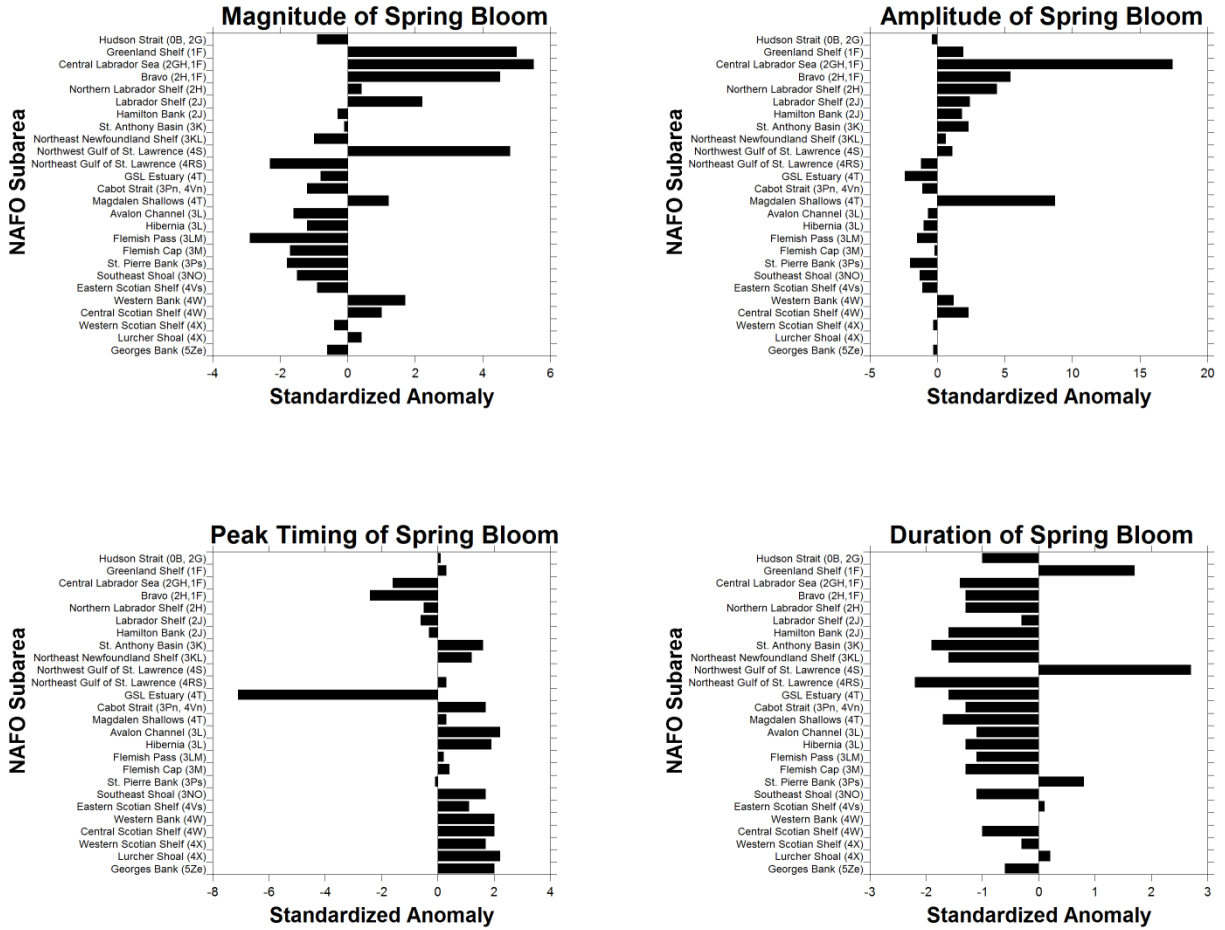 Magnitude of Spring Bloom
NAFO Subarea
Hudson Strait (0B, 2G)
Greenland Shelf (1F)
Central Labrador Sea (2GH,1F)
Bravo (2H,1F)
Northern Labrador Shelf (2H)
Labrador Shelf (2J)
Hamilton Bank (2J)
St. Anthony Basin (3K)
Northeast Newfoundland Shelf (3KL)
Northwest Gulf of St. Lawrence (4S)
Northeast Gulf of St. Lawrence (4RS)
GSL Estuary (4T)
Cabot Strait (3Pn, 4Vn)
Magdalen Shallows (4T)
Avalon Channel (3L)
Hibernia (3L)
Flemish Pass (3LM)
Flemish Cap (3M)
St. Pierre Bank (3Ps)
Southeast Shoal (3NO)
Eastern Scotian Shelf (4Vs)
Western Bank (4W)
Central Scotian Shelf (4W)
Western Scotian Shelf (4X)
Lurcher Shoal (4X)
Georges Bank (5Ze)
-4 -2 0 2 4 6
Standardized Anomaly
Amplitude of Spring Bloom
NAFO Subarea
Hudson Strait (0B, 2G)
Greenland Shelf (1F)
Central Labrador Sea (2GH,1F)
Bravo (2H,1F)
Northern Labrador Shelf (2H)
Labrador Shelf (2J)
Hamilton Bank (2J)
St. Anthony Basin (3K)
Northeast Newfoundland Shelf (3KL)
Northwest Gulf of St. Lawrence (4S)
Northeast Gulf of St. Lawrence (4RS)
GSL Estuary (4T)
Cabot Strait (3Pn, 4Vn)
Magdalen Shallows (4T)
Avalon Channel (3L)
Hibernia (3L)
Flemish Pass (3LM)
Flemish Cap (3M)
St. Pierre Bank (3Ps)
Southeast Shoal (3NO)
Eastern Scotian Shelf (4Vs)
Western Bank (4W)
Central Scotian Shelf (4W)
Western Scotian Shelf (4X)
Lurcher Shoal (4X)
Georges Bank (5Ze)
-5 0 5 10 15 20
Standardized Anomaly
Peak Timing of Spring Bloom
NAFO Subarea
Hudson Strait (0B, 2G)
Greenland Shelf (1F)
Central Labrador Sea (2GH,1F)
Bravo (2H,1F)
Northern Labrador Shelf (2H)
Labrador Shelf (2J)
Hamilton Bank (2J)
St. Anthony Basin (3K)
Northeast Newfoundland Shelf (3KL)
Northwest Gulf of St. Lawrence (4S)
Northeast Gulf of St. Lawrence (4RS)
GSL Estuary (4T)
Cabot Strait (3Pn, 4Vn)
Magdalen Shallows (4T)
Avalon Channel (3L)
Hibernia (3L)
Flemish Pass (3LM)
Flemish Cap (3M)
St. Pierre Bank (3Ps)
Southeast Shoal (3NO)
Eastern Scotian Shelf (4Vs)
Western Bank (4W)
Central Scotian Shelf (4W)
Western Scotian Shelf (4X)
Lurcher Shoal (4X)
Georges Bank (5Ze)
-8 -6 -4 -2 0 2 4
Standardized Anomaly
Duration of Spring Bloom
NAFO Subarea
Hudson Strait (0B, 2G)
Greenland Shelf (1F)
Central Labrador Sea (2GH,1F)
Bravo (2H,1F)
Northern Labrador Shelf (2H)
Labrador Shelf (2J)
Hamilton Bank (2J)
St. Anthony Basin (3K)
Northeast Newfoundland Shelf (3KL)
Northwest Gulf of St. Lawrence (4S)
Northeast Gulf of St. Lawrence (4RS)
GSL Estuary (4T)
Cabot Strait (3Pn, 4Vn)
Magdalen Shallows (4T)
Avalon Channel (3L)
Hibernia (3L)
Flemish Pass (3LM)
Flemish Cap (3M)
St. Pierre Bank (3Ps)
Southeast Shoal (3NO)
Eastern Scotian Shelf (4Vs)
Western Bank (4W)
Central Scotian Shelf (4W)
Western Scotian Shelf (4X)
Lurcher Shoal (4X)
Georges Bank (5Ze)
-3 -2 -1 0 1 2 3
Standardized Anomaly